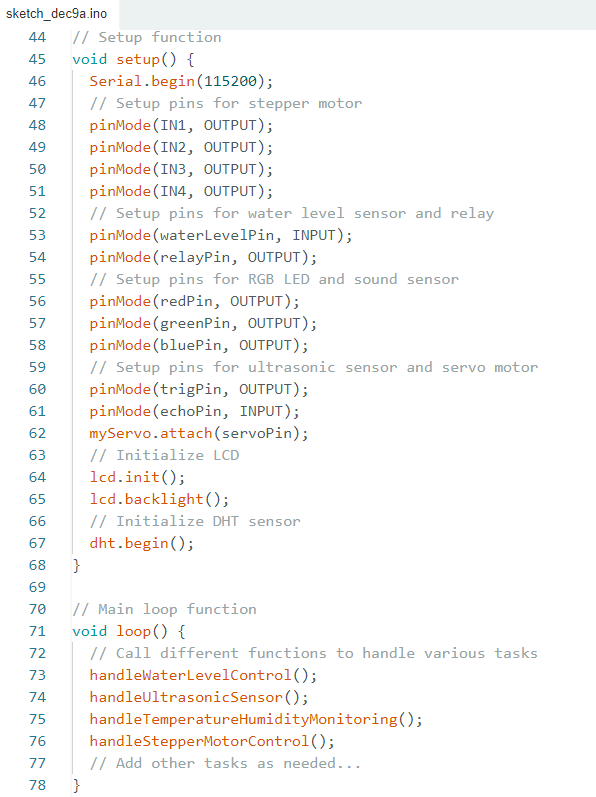 sketch_dec9a.ino
44 // Setup function
45 void setup() {
46 Serial.begin(115200);
47 // Setup pins for stepper motor
48 pinMode(IN1, OUTPUT);
49 pinMode(IN2, OUTPUT);
50 pinMode(IN3, OUTPUT);
51 pinMode(IN4, OUTPUT);
52 // Setup pins for water level sensor and relay
53 pinMode(waterLevelPin, INPUT);
54 pinMode(relayPin, OUTPUT);
55 // Setup pins for RGB LED and sound sensor
56 pinMode(redPin, OUTPUT);
57 pinMode(greenPin, OUTPUT);
58 pinMode(bluePin, OUTPUT);
59 // Setup pins for ultrasonic sensor and servo motor
60 pinMode(trigPin, OUTPUT);
61 pinMode(echoPin, INPUT);
62 myServo.attach(servoPin);
63 // Initialize LCD
64 lcd.init();
65 lcd.backlight();
66 // Initialize DHT sensor
67 dht.begin();
68 }
69
70 // Main loop function
71 void loop() {
72 // Call different functions to handle various tasks
73 handleWaterLevelControl();
74 handleUltrasonicSensor();
75 handleTemperatureHumidityMonitoring();
76 handleStepperMotorControl();
77 // Add other tasks as needed...
78 }